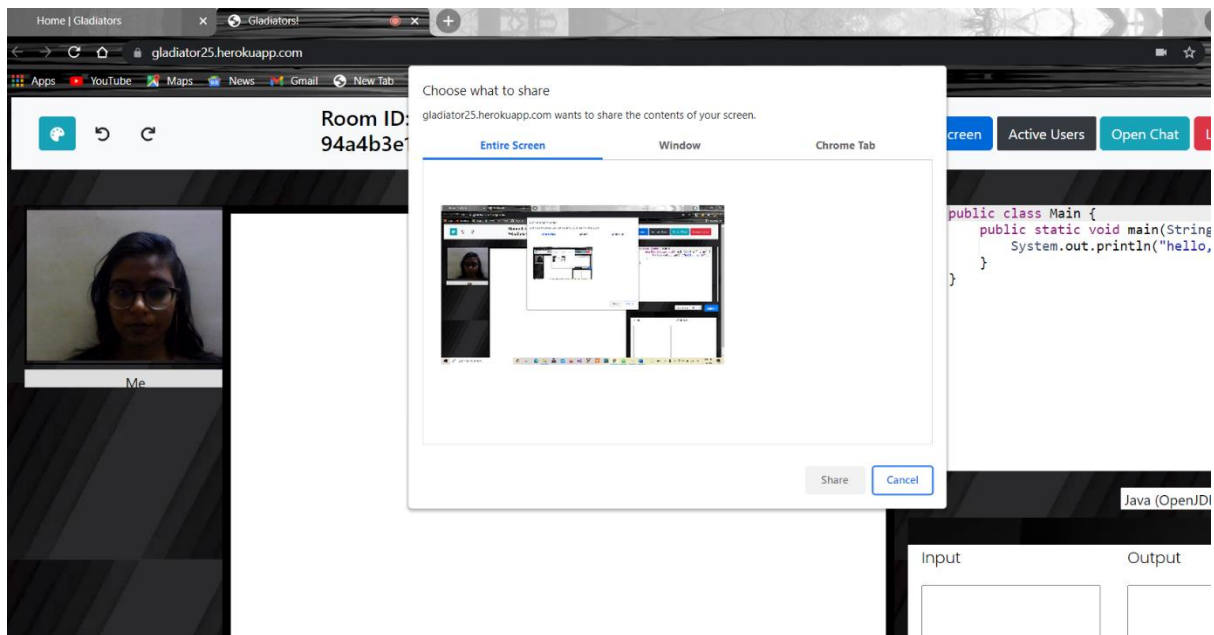 Home | Gladiators
Gladiators!
gladiator25.herokuapp.com
Apps YouTube Maps News Gmail New Tab
Room ID:
94a4b3e1
Active Users
Open Chat
Me
Choose what to share
gladiator25.herokuapp.com wants to share the contents of your screen.
Entire Screen Window Chrome Tab
Share Cancel
public class Main {
public static void main(String
System.out.println("hello,
}
}
Java (OpenJD
Input Output